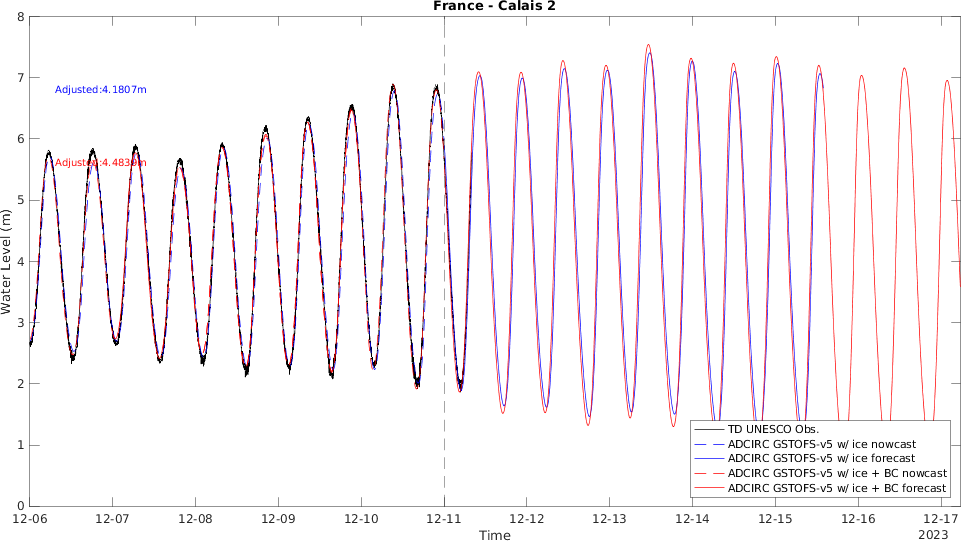 France - Calais 2
8
7
6
5
4
3
2
1
0
Water Level (m)
Adjusted:4.1807m
TD UNESCO Obs.
ADCIRC GSTOFS-v5 w/ ice nowcast
ADCIRC GSTOFS-v5 w/ ice forecast
ADCIRC GSTOFS-v5 w/ ice + BC nowcast
ADCIRC GSTOFS-v5 w/ ice + BC forecast
12-06 12-07 12-08 12-09 12-10 12-11 12-12 12-13 12-14 12-15 12-16 12-17
Time
2023